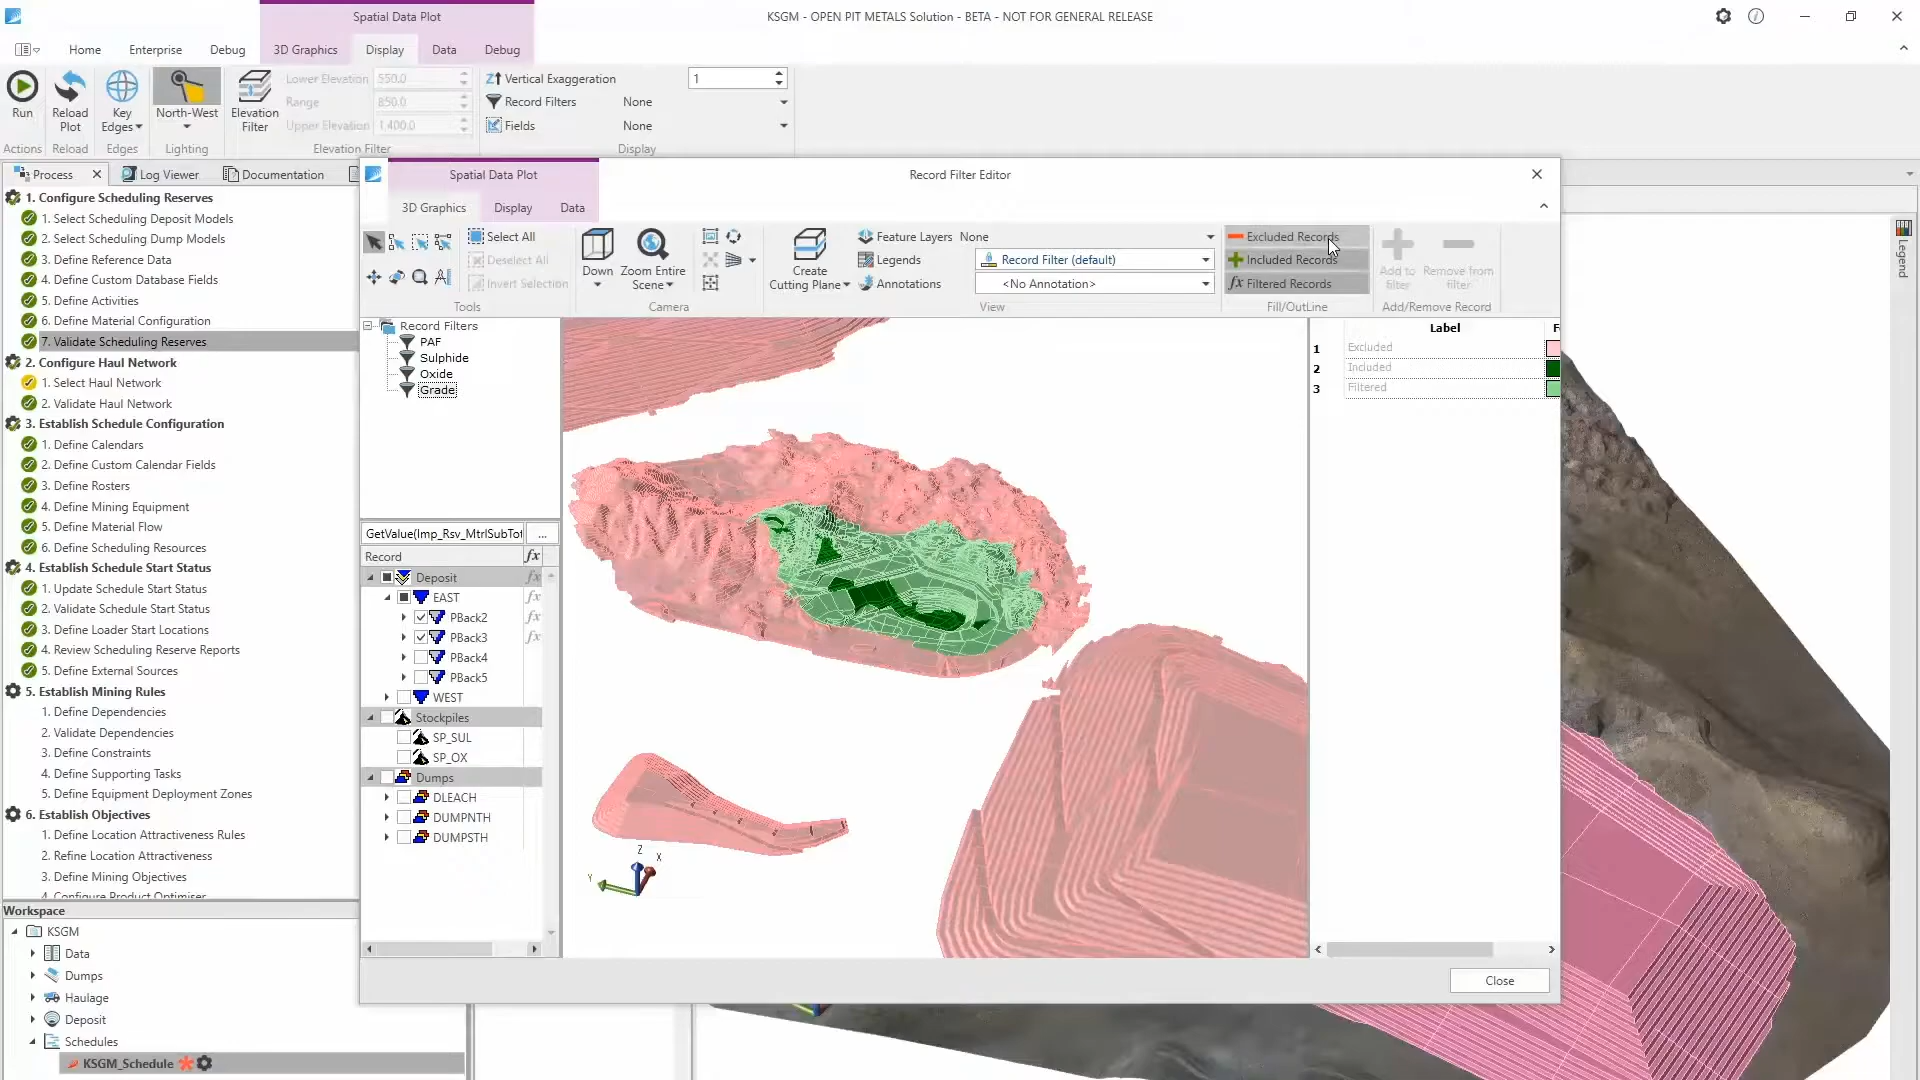 Spatial Data Plot
KSGM - OPEN PIT METALS Solution - BETA - NOT FOR GENERAL RELEASE
Home Enterprise Debug 3D Graphics Display Data Debug
Run
Actions
Reload Plot
Reload
Key Edges
Edges
North-West
Lighting
Elevation Filter
Lower Elevation 550.0
Range 850.0
Upper Elevation 1 400.0
Elevation Filter
Vertical Exaggeration 1
Record Filters None
Fields None
Display
Process
Log Viewer
Documentation
1. Configure Scheduling Reserves
1. Select Scheduling Deposit Models
2. Select Scheduling Dump Models
3. Define Reference Data
4. Define Custom Database Fields
5. Define Activities
6. Define Material Configuration
7. Validate Scheduling Reserves
2. Configure Haul Network
1. Select Haul Network
2. Validate Haul Network
3. Establish Schedule Configuration
1. Define Calendars
2. Define Custom Calendar Fields
3. Define Rosters
4. Define Mining Equipment
5. Define Material Flow
6. Define Scheduling Resources
4. Establish Schedule Start Status
1. Update Schedule Start Status
2. Validate Schedule Start Status
3. Define Loader Start Locations
4. Review Scheduling Reserve Reports
5. Define External Sources
5. Establish Mining Rules
1. Define Dependencies
2. Validate Dependencies
3. Define Constraints
4. Define Supporting Tasks
5. Define Equipment Deployment Zones
6. Establish Objectives
1. Define Location Attractiveness Rules
2. Refine Location Attractiveness
3. Define Mining Objectives
4. Configure Product Optimiser
Workspace
KSGM
Data
Dumps
Haulage
Deposit
Schedules
KSGM_Schedule
Spatial Data Plot
Record Filter Editor
3D Graphics Display Data
Select All
Deselect All
Invert Selection
Tools
Down
Zoom Entire Scene
Camera
Create Cutting Plane
Feature Layers None
Legends Record Filter (default)
Annotations <No Annotation>
View
Excluded Records
Included Records
fx Filtered Records
Fill/OutLine
Add to filter
Remove from filter
Add/Remove Record
Record Filters
PAF
Sulphide
Oxide
Grade
GetValue(Imp_Rsv_MtrlSubTot ...
Record fx
Deposit fx
EAST fx
PBack2 fx
PBack3 fx
PBack4
PBack5
WEST
Stockpiles
SP_SUL
SP_OX
Dumps
DLEACH
DUMPNTH
DUMPSTH
Z
X
Y
Label
1 Excluded
2 Included
3 Filtered
Close
Legend